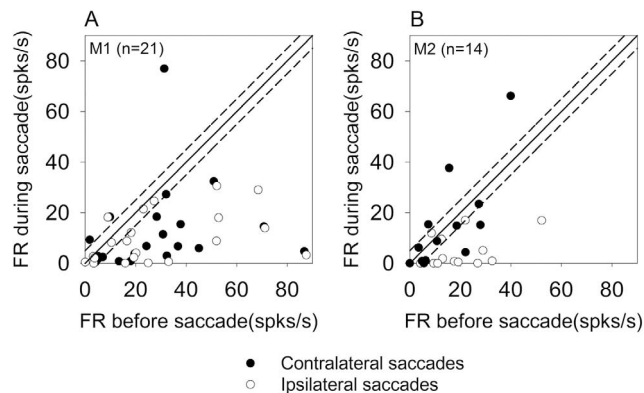 A
B
M1 (n=21)
M2 (n=14)
FR during saccade(spks/s)
80
60
40
20
0
0 20 40 60 80
FR before saccade(spks/s)
FR during saccade(spks/s)
80
60
40
20
0
0 20 40 60 80
FR before saccade(spks/s)
Contralateral saccades
Ipsilateral saccades